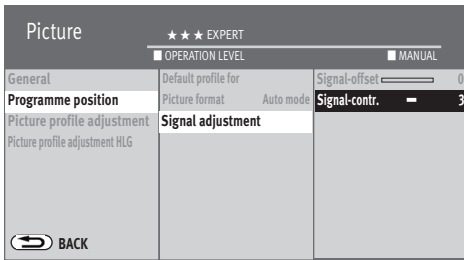 Picture
★ ★ ★ EXPERT
OPERATION LEVEL
MANUAL
General
Programme position
Picture profile adjustment
Picture profile adjustment HLG
Default profile for
Picture format Auto mode
Signal adjustment
Signal-offset 0
Signal-contr. 3
BACK